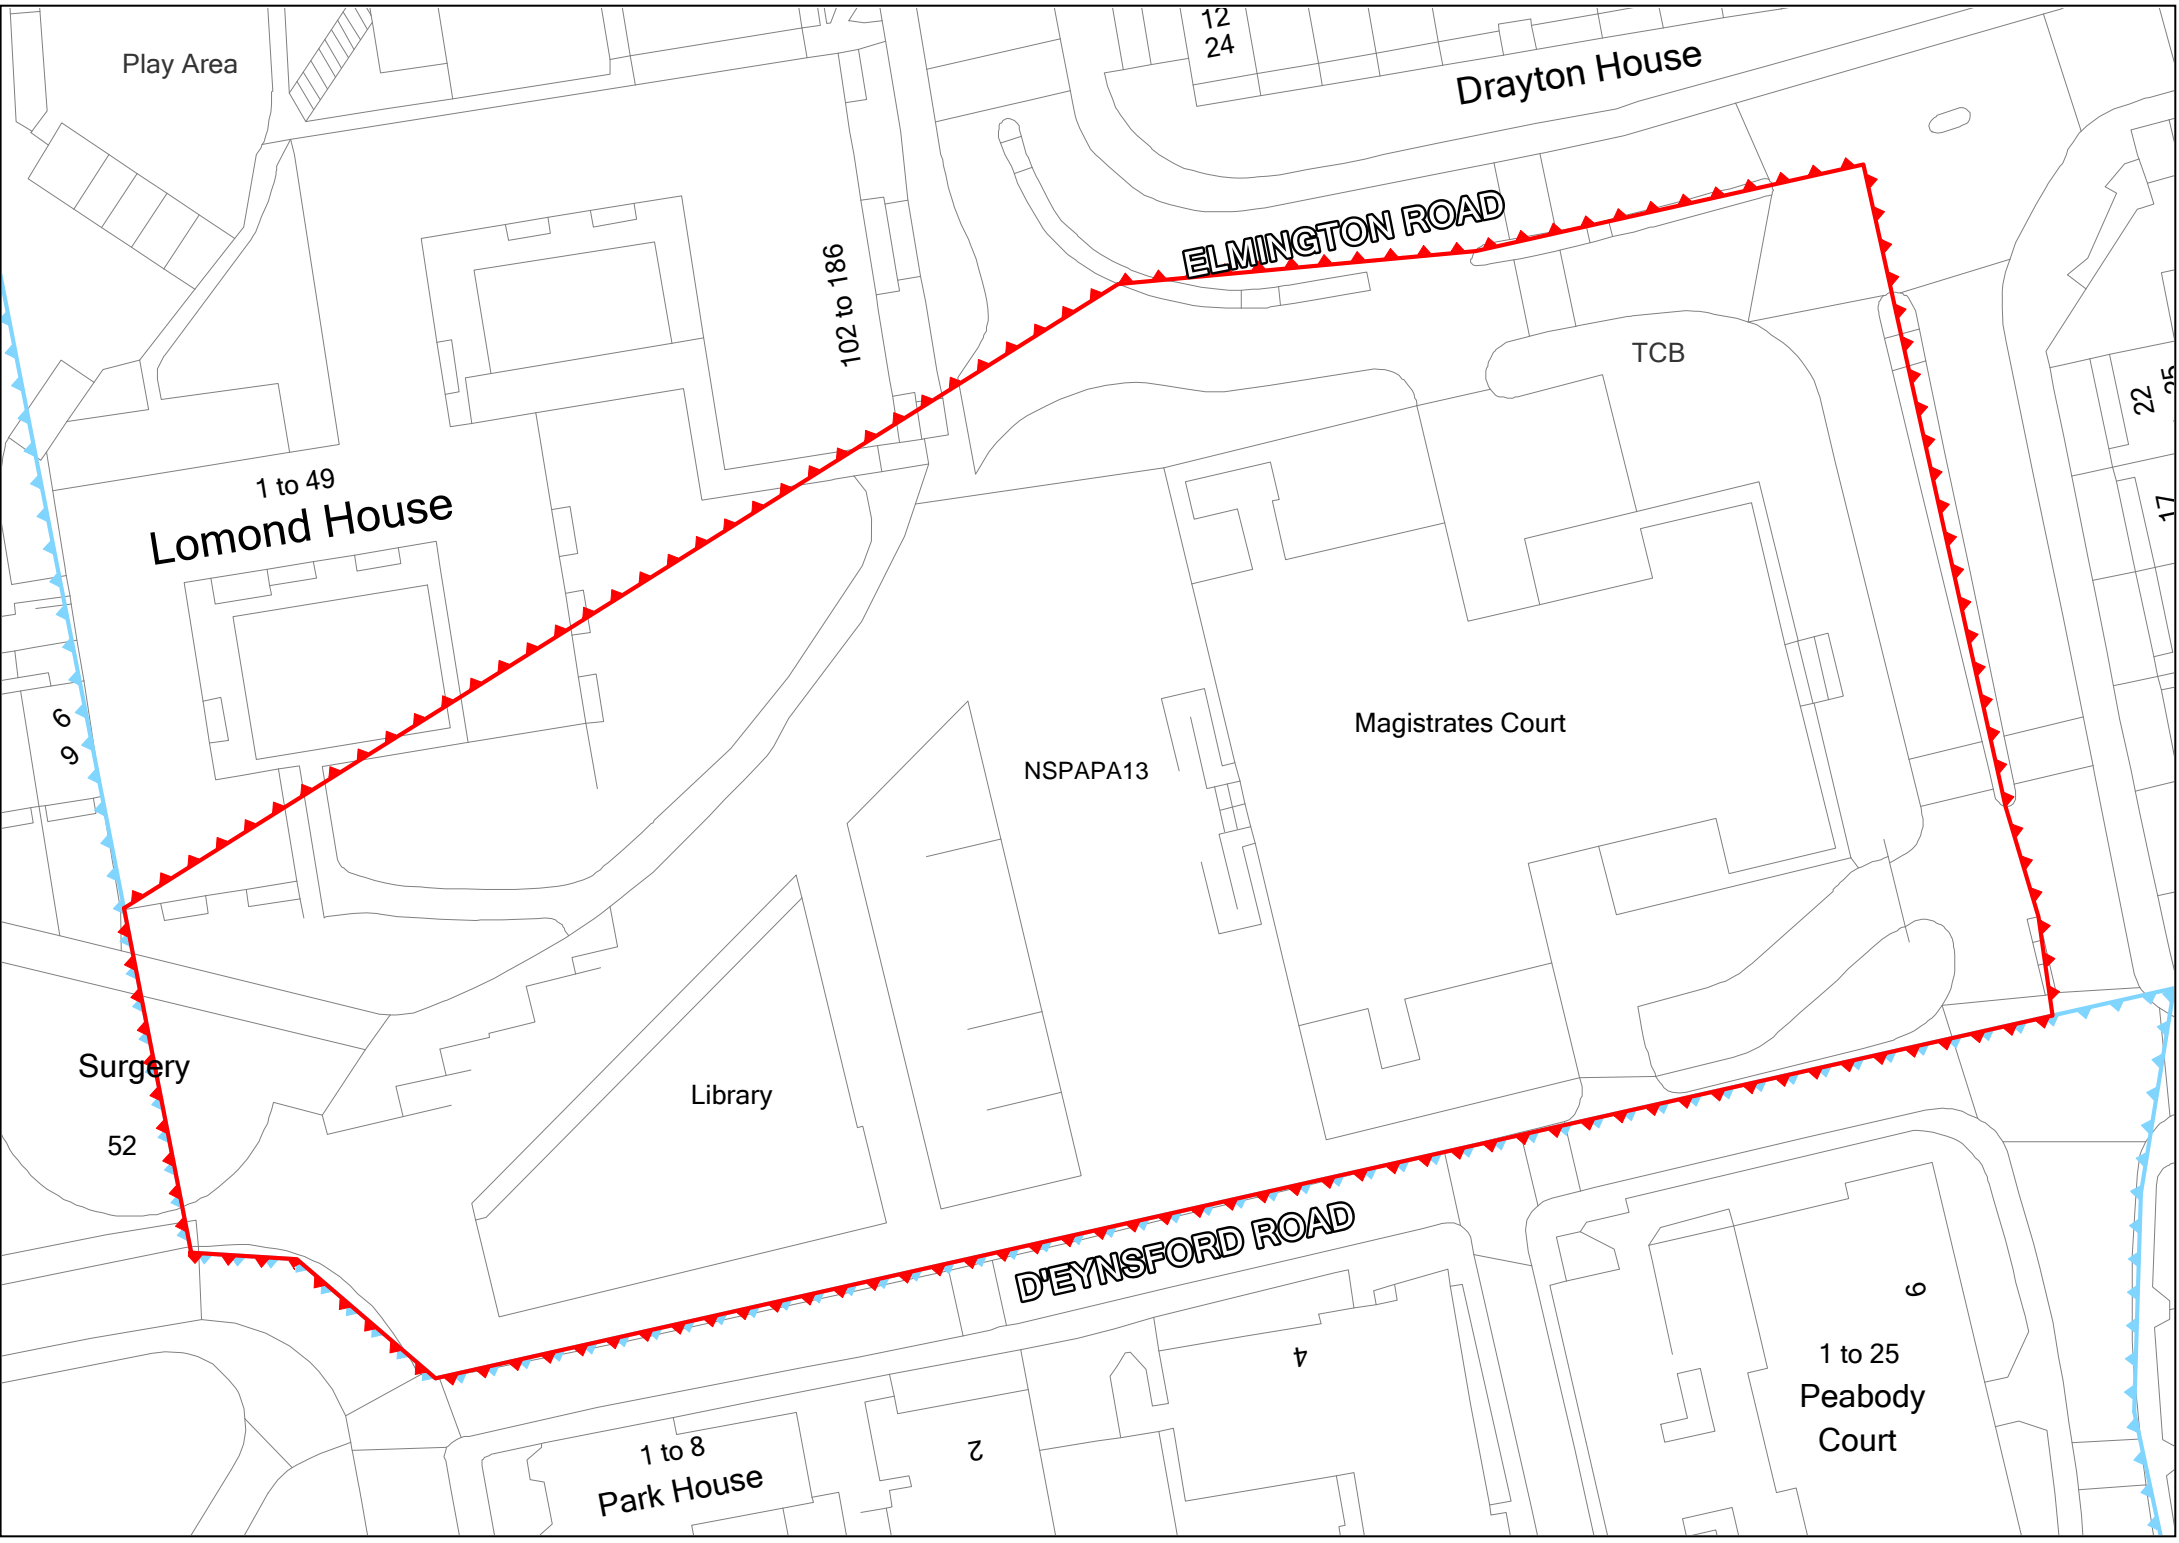 12
24
Play Area
Drayton House
ELMINGTON ROAD
102 to 186
TCB
22
25
1 to 49
Lomond House
17
6
9
Magistrates Court
NSPAPA13
Surgery
Library
52
D'EYNSFORD ROAD
6
4
1 to 25
Peabody
Court
1 to 8
Park House
2